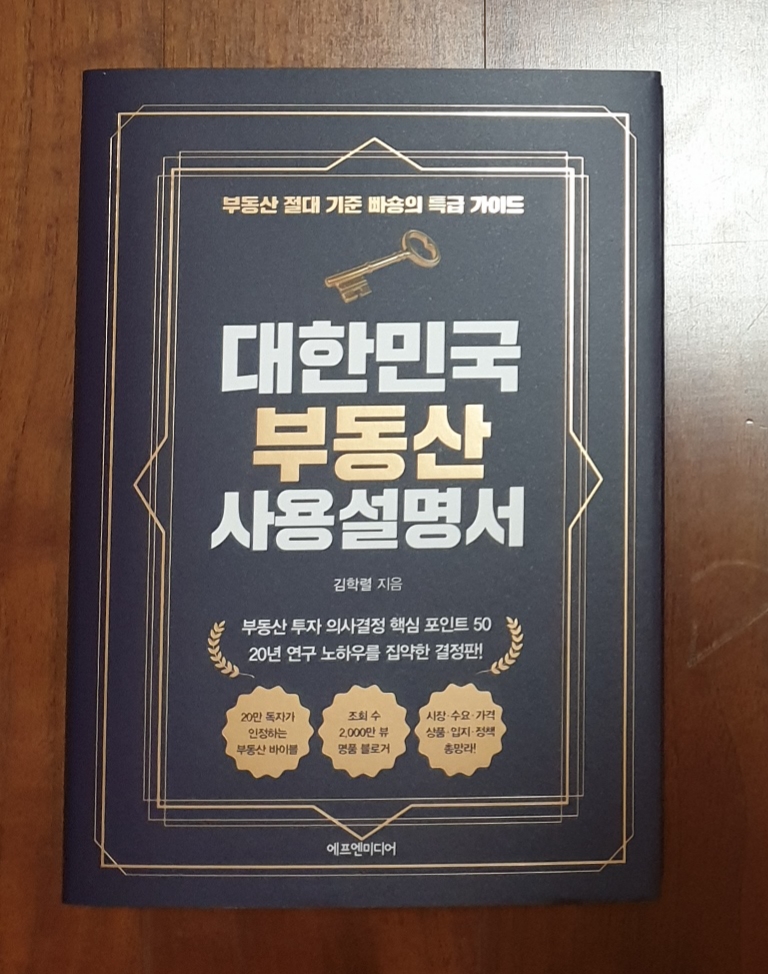 부동산 절대 기준 빠숑의 특급 가이드
대한민국
부동산
사용설명서
김학렬 지음
부동산 투자 의사결정 핵심 포인트 50
20년 연구 노하우를 집약한 결정판!
20만 독자가
인정하는
부동산 바이블
조회 수
2,000만 뷰
명품 블로거
시장·수요·가격
상품·입지·정책
총망라!
에프엔미디어